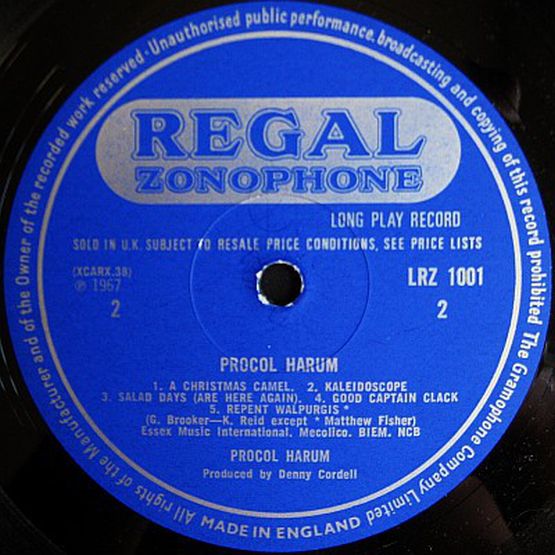 All rights of the Manufacturer and of the Owner of the recorded work reserved · Unauthorised public performance, broadcasting and copying of this record prohibited The Gramophone Company Limited
REGAL
ZONOPHONE
LONG PLAY RECORD
SOLD IN U.K. SUBJECT TO RESALE PRICE CONDITIONS, SEE PRICE LISTS
(XCARX.38) LRZ 1001
℗ 1967
2 2
PROCOL HARUM
1. A CHRISTMAS CAMEL. 2. KALEIDOSCOPE
3. SALAD DAYS (ARE HERE AGAIN). 4. GOOD CAPTAIN CLACK
5. REPENT WALPURGIS *
(G. Brooker—K. Reid except * Matthew Fisher)
Essex Music International. Mecolico. BIEM. NCB
PROCOL HARUM
Produced by Denny Cordell
MADE IN ENGLAND